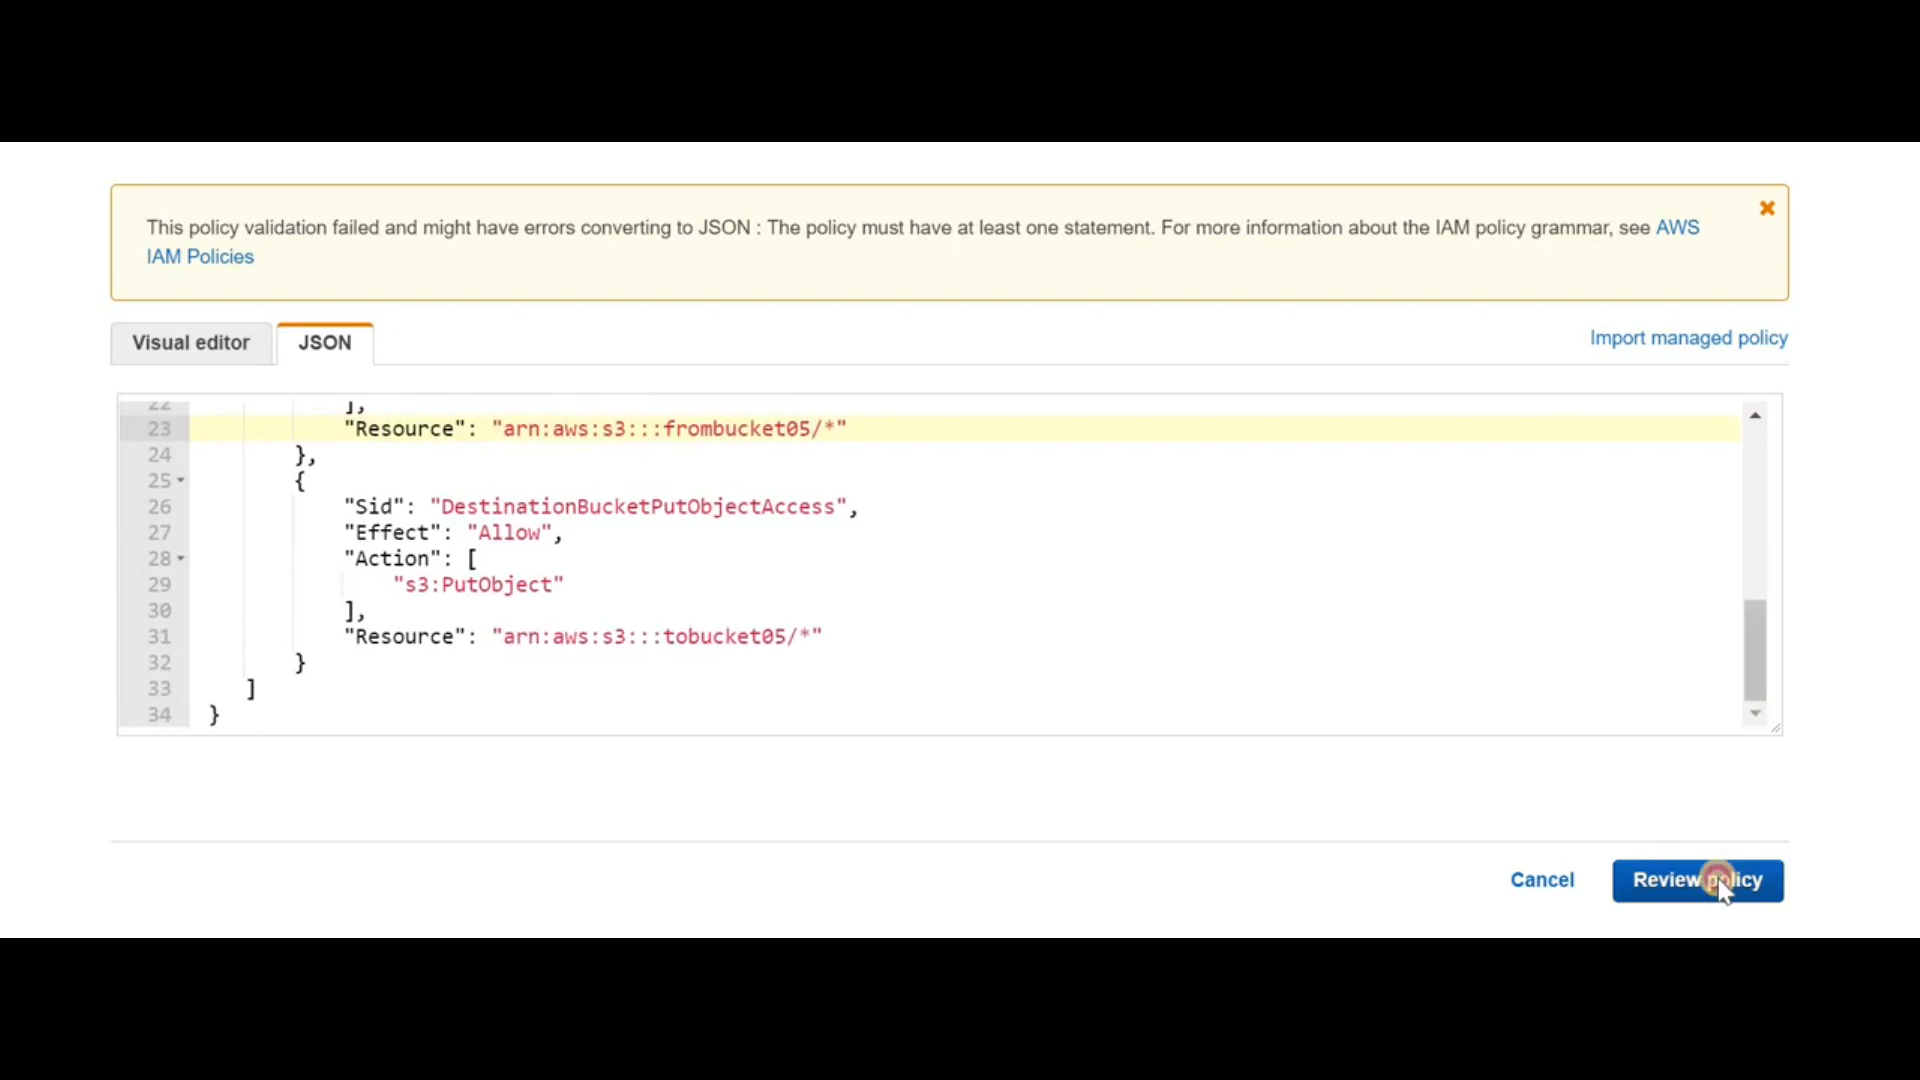 This policy validation failed and might have errors converting to JSON : The policy must have at least one statement. For more information about the IAM policy grammar, see AWS
IAM Policies
Visual editor
JSON
Import managed policy
22 ],
23 "Resource": "arn:aws:s3:::frombucket05/*"
24 },
25 {
26 "Sid": "DestinationBucketPutObjectAccess",
27 "Effect": "Allow",
28 "Action": [
29 "s3:PutObject"
30 ],
31 "Resource": "arn:aws:s3:::tobucket05/*"
32 }
33 ]
34 }
Cancel
Review policy